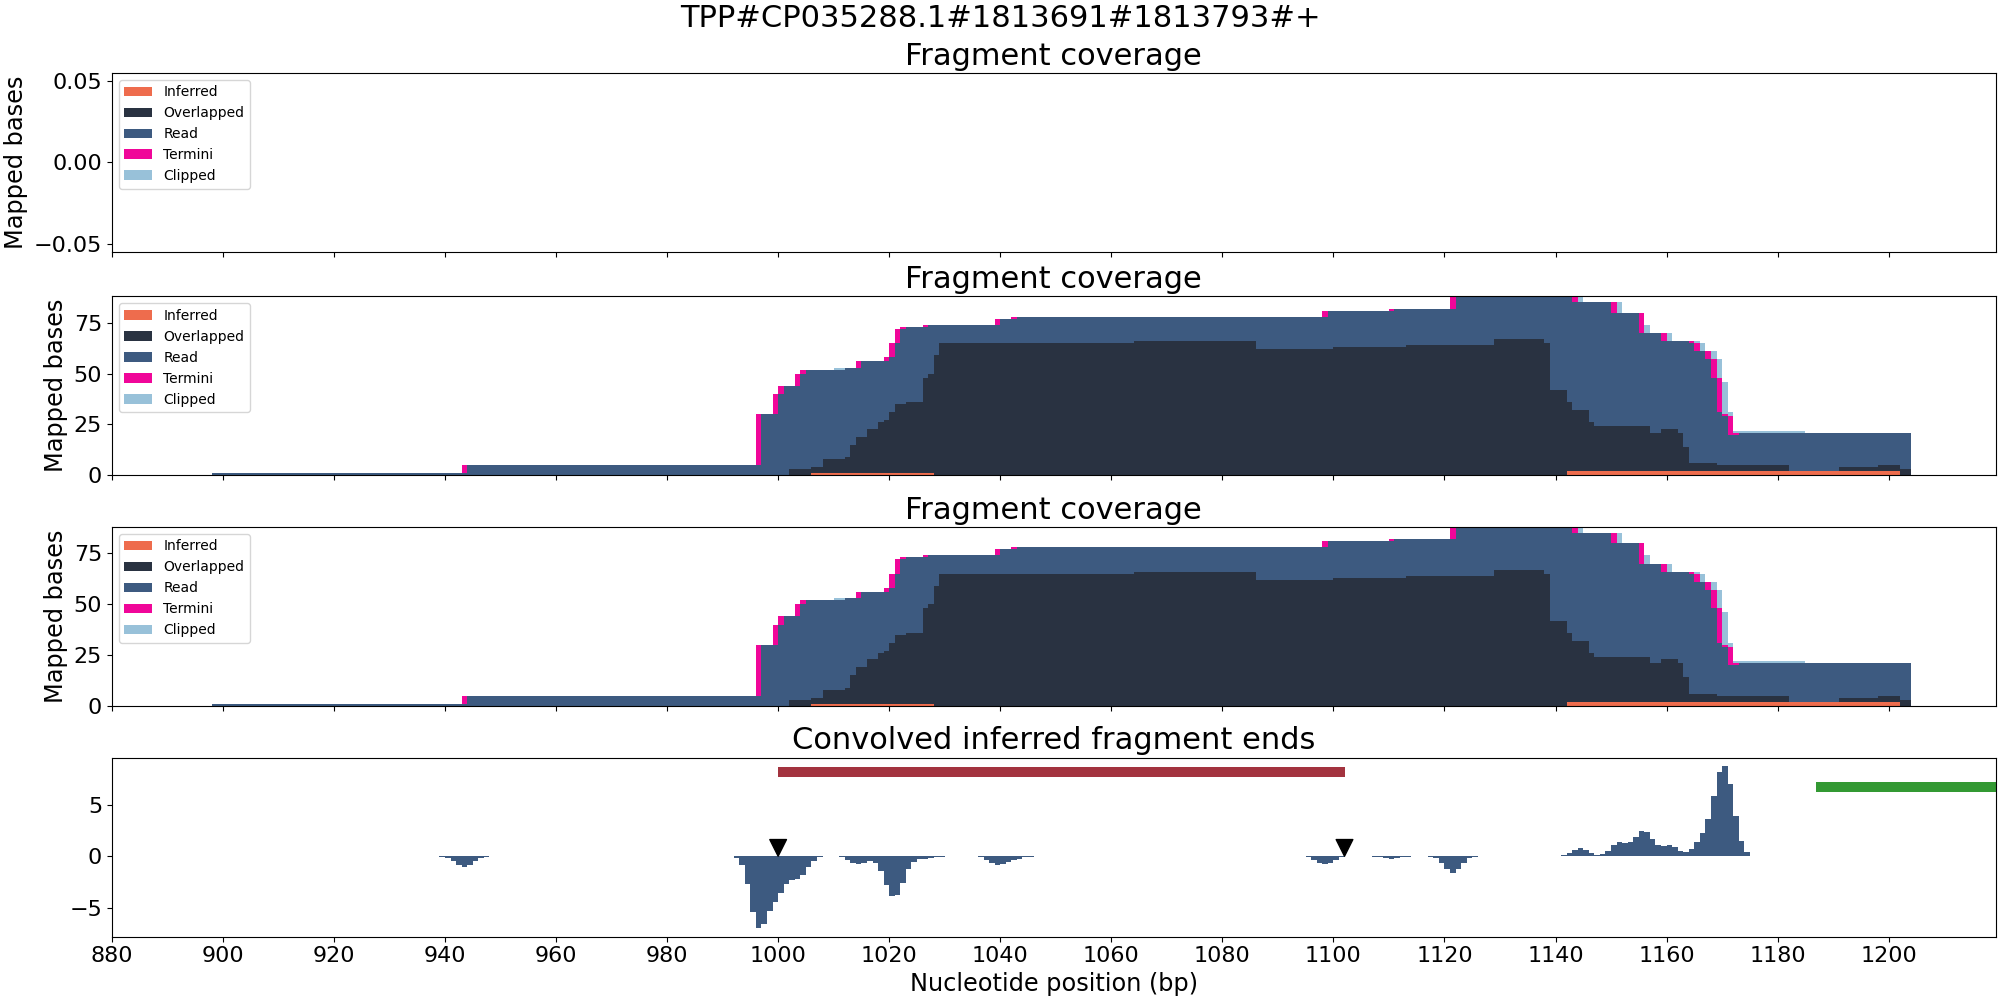 TPP#CP035288.1#1813691#1813793#+
Fragment coverage
Mapped bases
0.05
0.00
−0.05
Inferred
Overlapped
Read
Termini
Clipped
Fragment coverage
Mapped bases
75
50
25
0
Inferred
Overlapped
Read
Termini
Clipped
Fragment coverage
Mapped bases
75
50
25
0
Inferred
Overlapped
Read
Termini
Clipped
Convolved inferred fragment ends
5
0
−5
880 900 920 940 960 980 1000 1020 1040 1060 1080 1100 1120 1140 1160 1180 1200
Nucleotide position (bp)